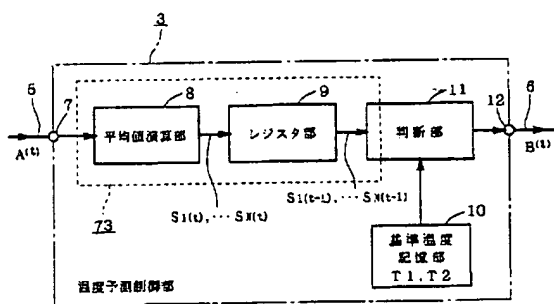 3
5
7
8
9
11
12
6
A(t)
平均値演算部
レジスタ部
判断部
B(t)
S1(t),…SN(t)
S1(t-1),…SN(t-1)
73
10
基準温度
記憶部
T1,T2
温度予測制御部